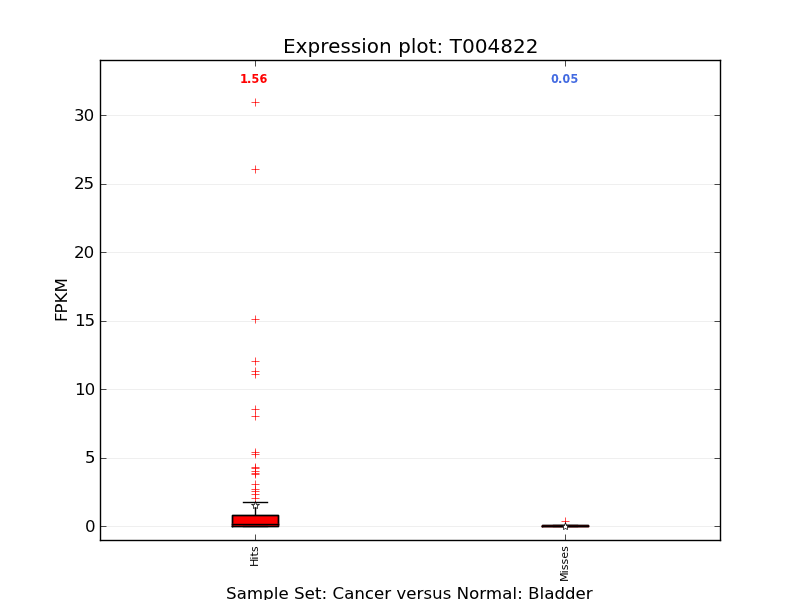 Expression plot: T004822
1.56
0.05
30
25
20
15
10
5
0
FPKM
Hits
Misses
Sample Set: Cancer versus Normal: Bladder